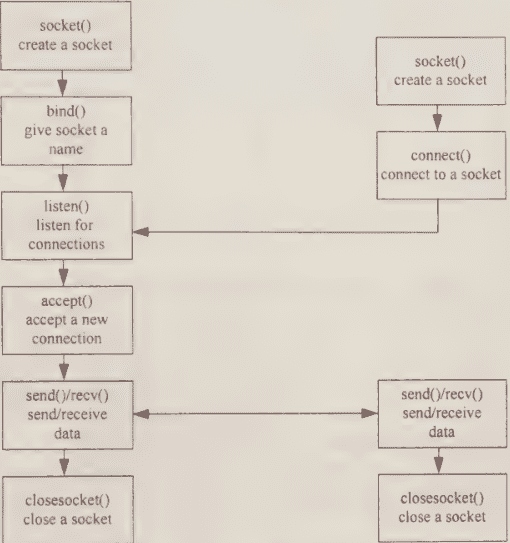 socket()
create a socket
bind()
give socket a
name
listen()
listen for
connections
accept()
accept a new
connection
send()/recv()
send/receive
data
closesocket()
close a socket
socket()
create a socket
connect()
connect to a socket
send()/recv()
send/receive
data
closesocket()
close a socket